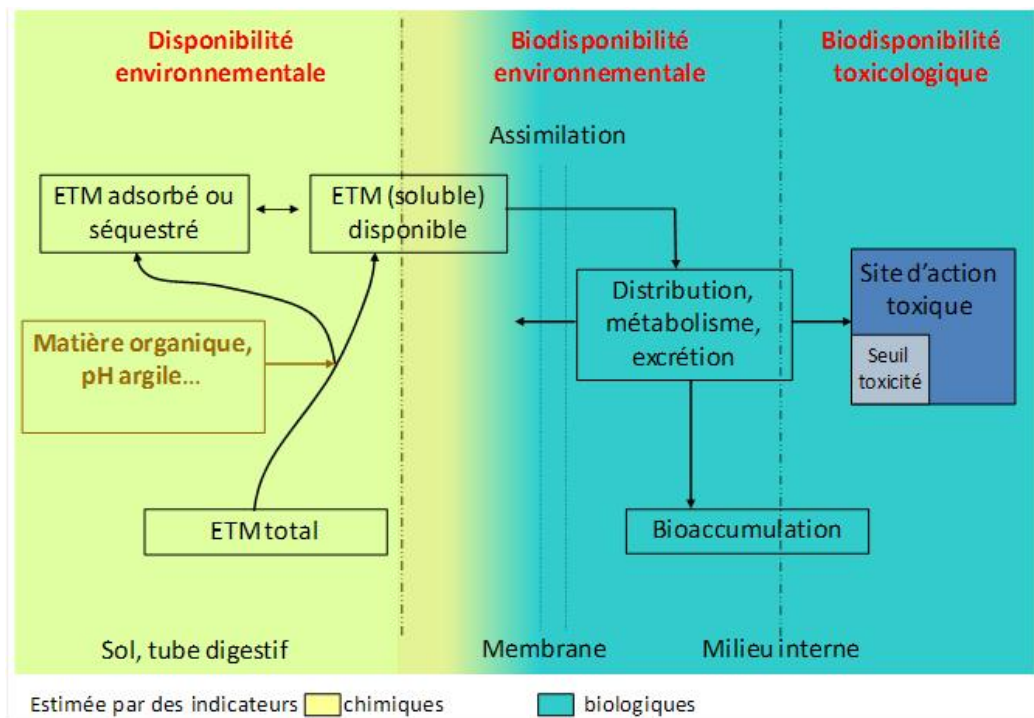 Disponibilité
environnementale
Biodisponibilité
environnementale
Biodisponibilité
toxicologique
Assimilation
ETM adsorbé ou
séquestré
ETM (soluble)
disponible
Distribution,
métabolisme,
excrétion
Site d'action
toxique
Seuil
toxicité
Matière organique,
pH argile...
ETM total
Bioaccumulation
Sol, tube digestif
Membrane
Milieu interne
Estimée par des indicateurs chimiques biologiques